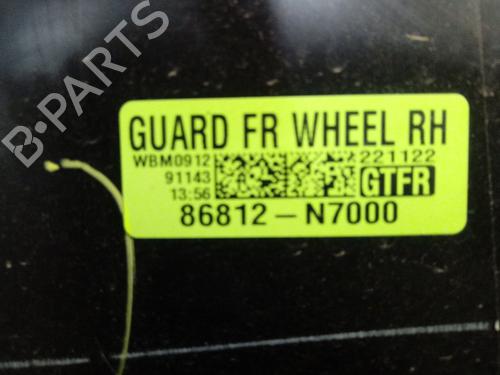 B-PARTS
GUARD FR WHEEL RH
WBM0912 221122
91143 GTFR
13:56
86812-N7000